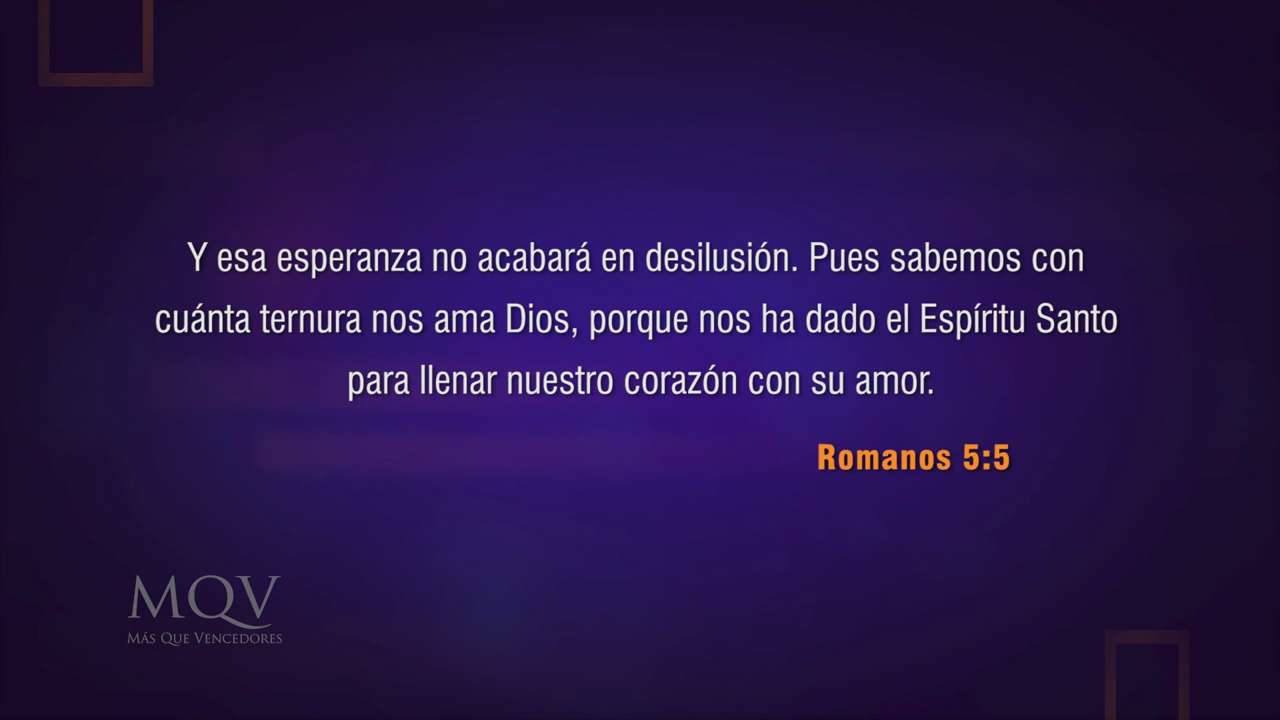 Y esa esperanza no acabará en desilusión. Pues sabemos con
cuánta ternura nos ama Dios, porque nos ha dado el Espíritu Santo
para llenar nuestro corazón con su amor.
Romanos 5:5
MQV
MÁS QUE VENCEDORES